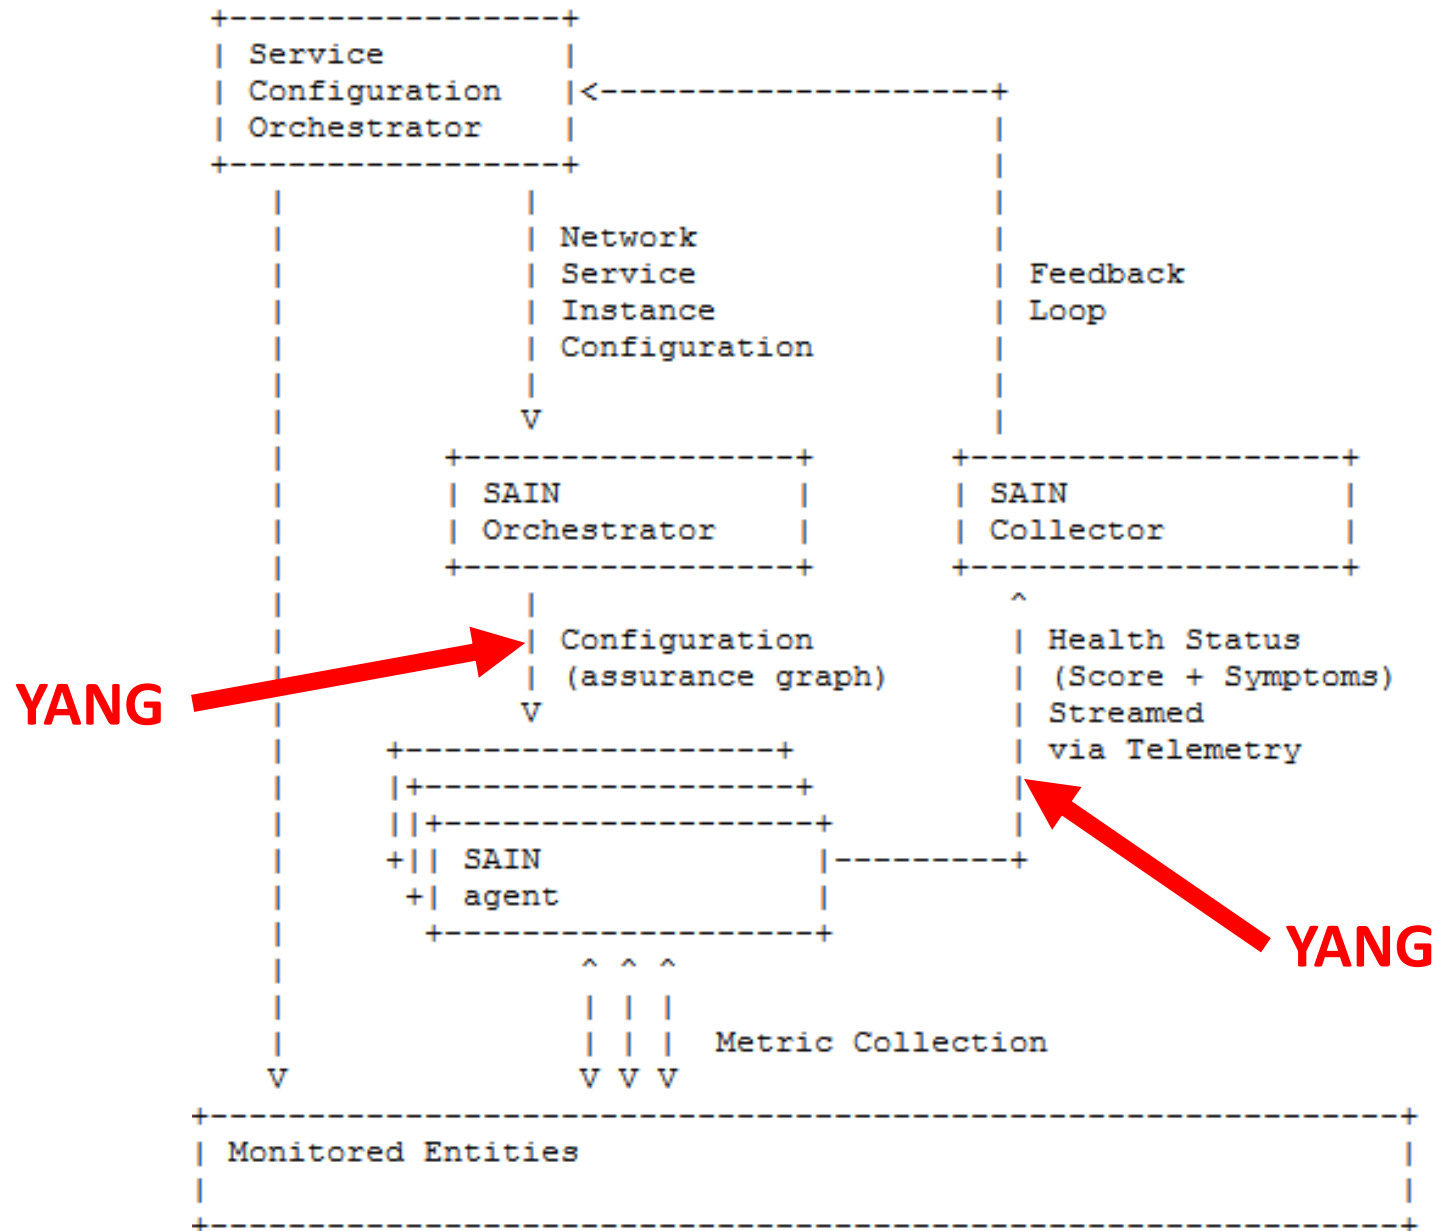 Service
Configuration
Orchestrator
Network
Service
Instance
Configuration
Feedback
Loop
SAIN
Orchestrator
SAIN
Collector
Configuration
(assurance graph)
Health Status
(Score + Symptoms)
Streamed
via Telemetry
YANG
SAIN
agent
YANG
Metric Collection
Monitored Entities